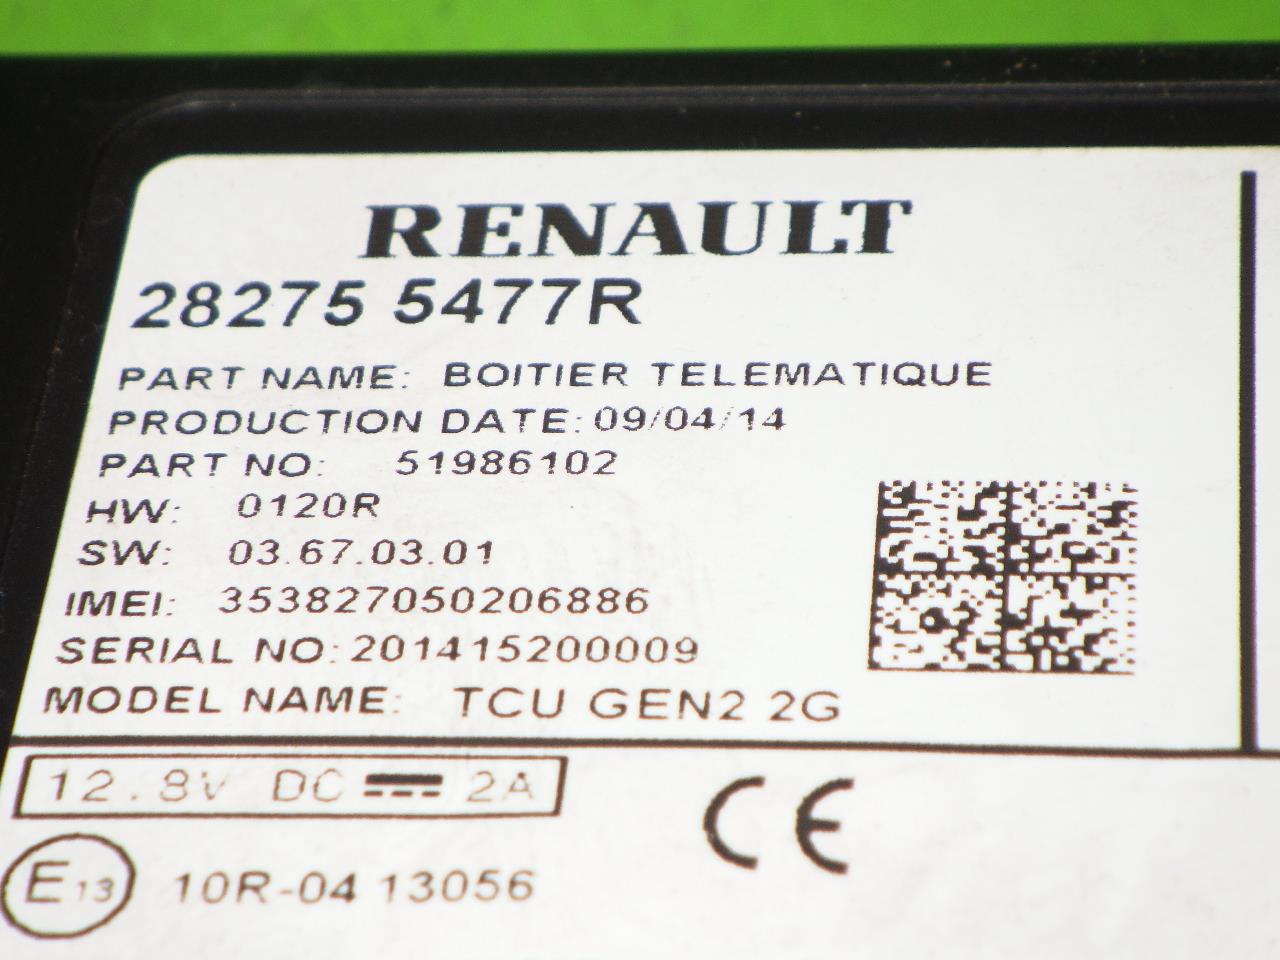 RENAULT
28275 5477R
PART NAME: BOITIER TELEMATIQUE
PRODUCTION DATE: 09/04/14
PART NO: 51986102
HW: 0120R
SW: 03.67.03.01
IMEI: 353827050206886
SERIAL NO: 201415200009
MODEL NAME: TCU GEN2 2G
12.8V DC 2A
CE
E13 10R-04 13056